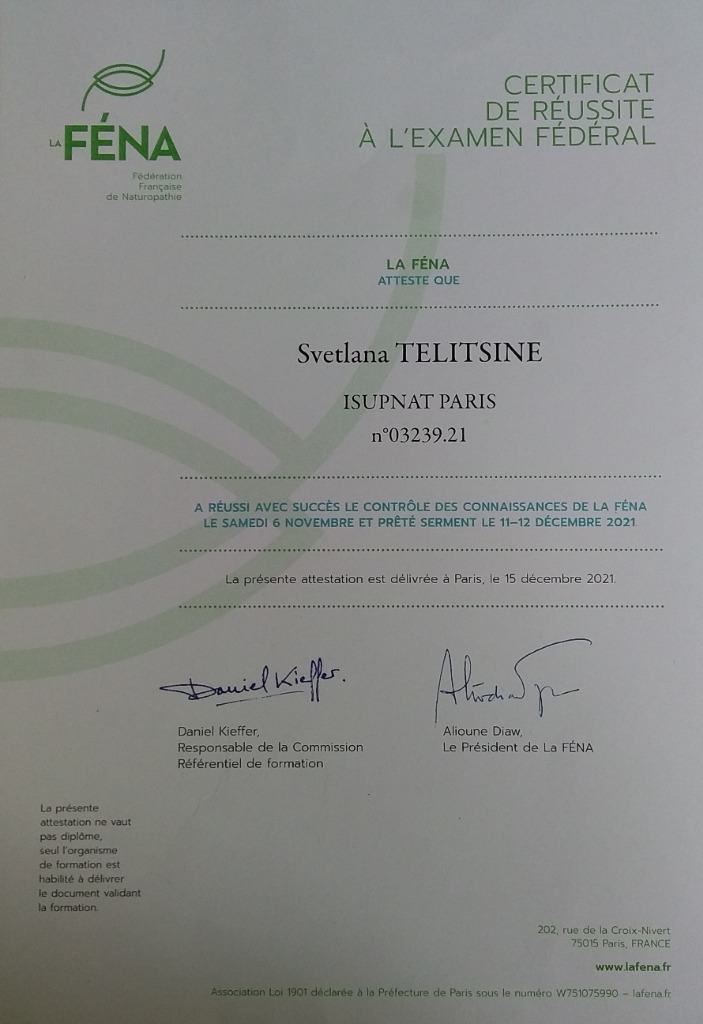 LA FÉNA
Fédération
Française
de Naturopathie
CERTIFICAT
DE RÉUSSITE
À L'EXAMEN FÉDÉRAL
LA FÉNA
ATTESTE QUE
Svetlana TELITSINE
ISUPNAT PARIS
n°03239.21
A RÉUSSI AVEC SUCCÈS LE CONTRÔLE DES CONNAISSANCES DE LA FÉNA
LE SAMEDI 6 NOVEMBRE ET PRÊTÉ SERMENT LE 11–12 DÉCEMBRE 2021.
La présente attestation est délivrée à Paris, le 15 décembre 2021.
Daniel Kieffer.
Daniel Kieffer,
Responsable de la Commission
Référentiel de formation
Alioune Diaw,
Le Président de La FÉNA
La présente
attestation ne vaut
pas diplôme,
seul l'organisme
de formation est
habilité à délivrer
le document validant
la formation.
202, rue de la Croix-Nivert
75015 Paris, FRANCE
www.lafena.fr
Association Loi 1901 déclarée à la Préfecture de Paris sous le numéro W751075990 – lafena.fr